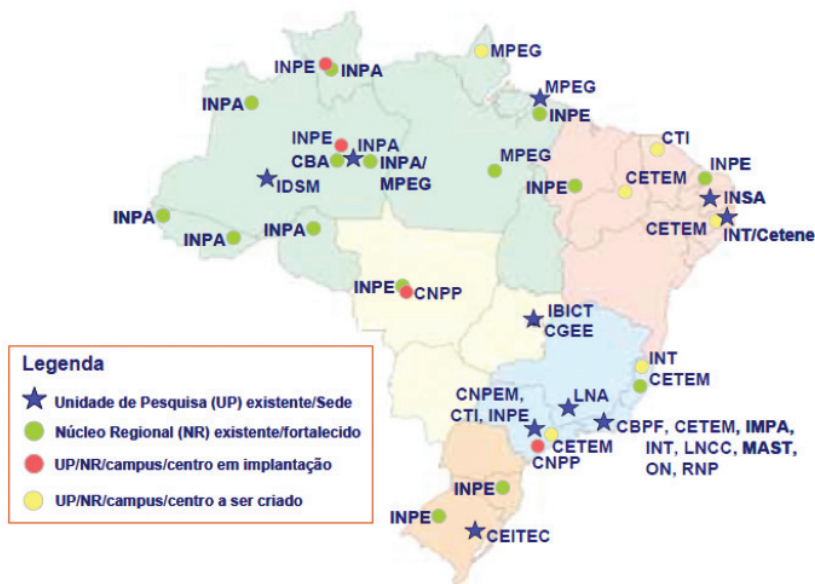 MPEG
INPE
INPA
MPEG
INPA
INPE
INPE
INPA
CTI
CBA
INPA/
MPEG
MPEG
INPE
IDSM
INPE
CETEM
INSA
INPA
CETEM
INT/Cetene
INPA
INPA
INPE
CNPP
IBICT
CGEE
Legenda
Unidade de Pesquisa (UP) existente/Sede
Núcleo Regional (NR) existente/fortalecido
UP/NR/campus/centro em implantação
UP/NR/campus/centro a ser criado
INT
CETEM
CNPEM,
CTI, INPE
LNA
CBPF, CETEM, IMPA,
INT, LNCC, MAST,
ON, RNP
CETEM
CNPP
INPE
INPE
CEITEC